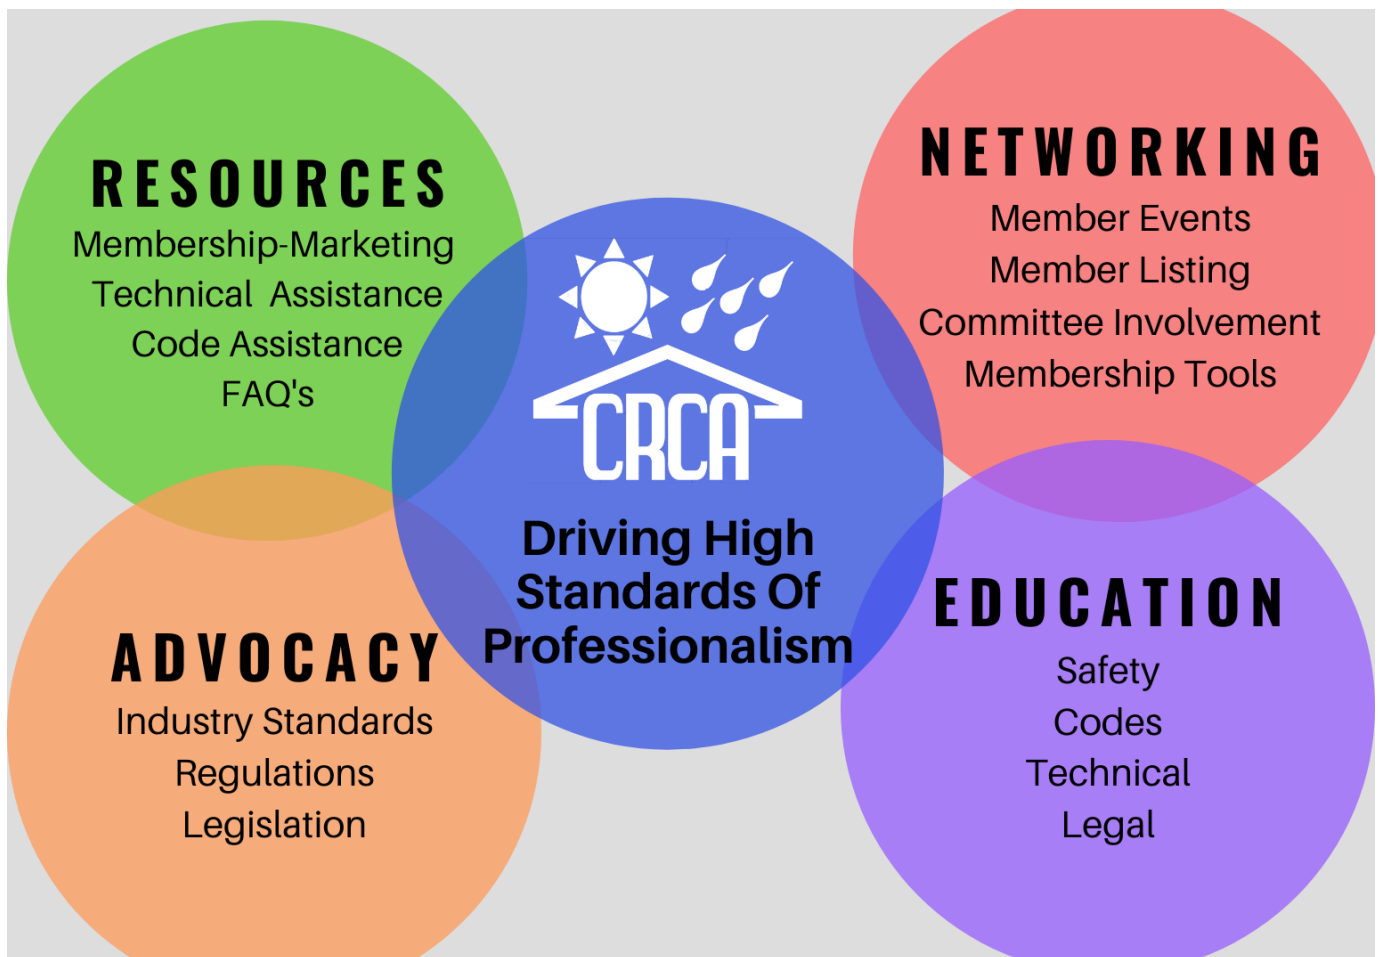 RESOURCES
Membership-Marketing
Technical Assistance
Code Assistance
FAQ's
NETWORKING
Member Events
Member Listing
Committee Involvement
Membership Tools
CRCA
Driving High
Standards Of
Professionalism
ADVOCACY
Industry Standards
Regulations
Legislation
EDUCATION
Safety
Codes
Technical
Legal